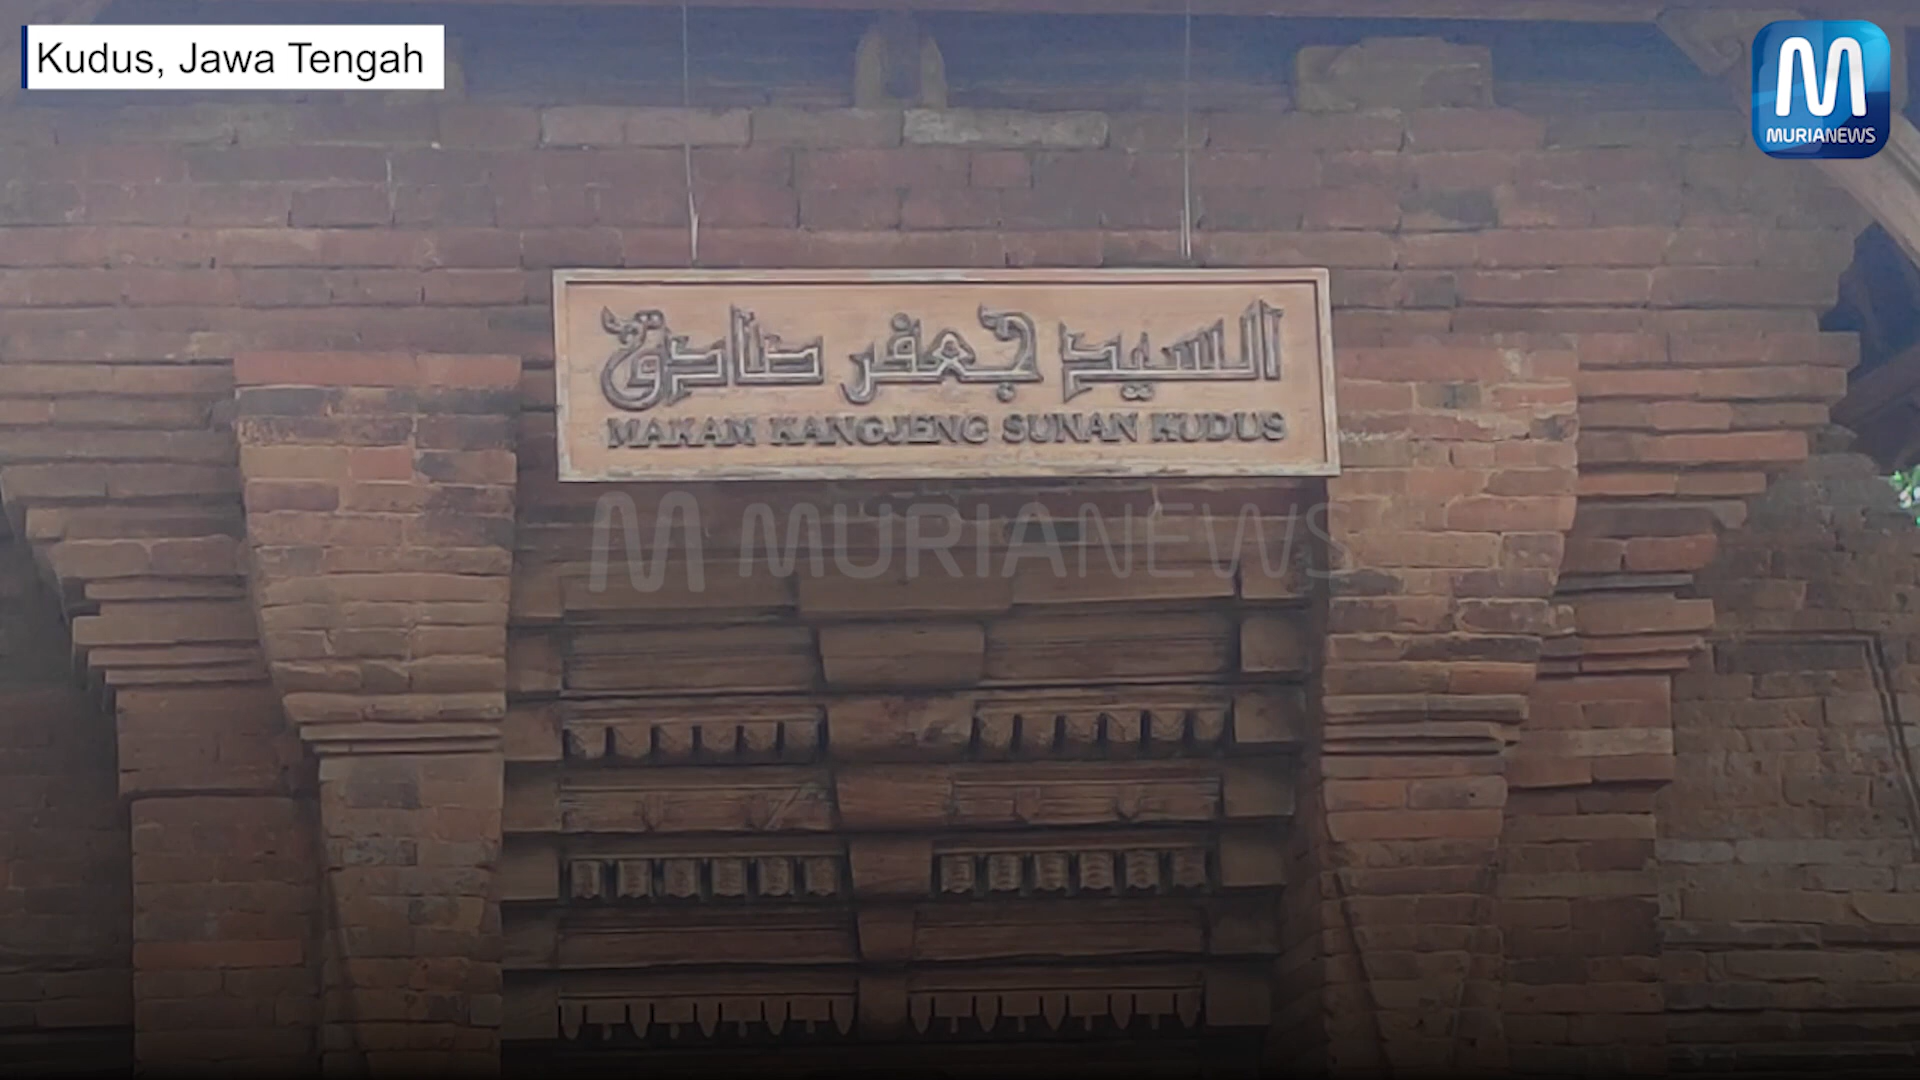 Kudus, Jawa Tengah
M
MURIANEWS
السيد جعفر صادق
MAKAM KANGJENG SUNAN KUDUS
MURIANEWS